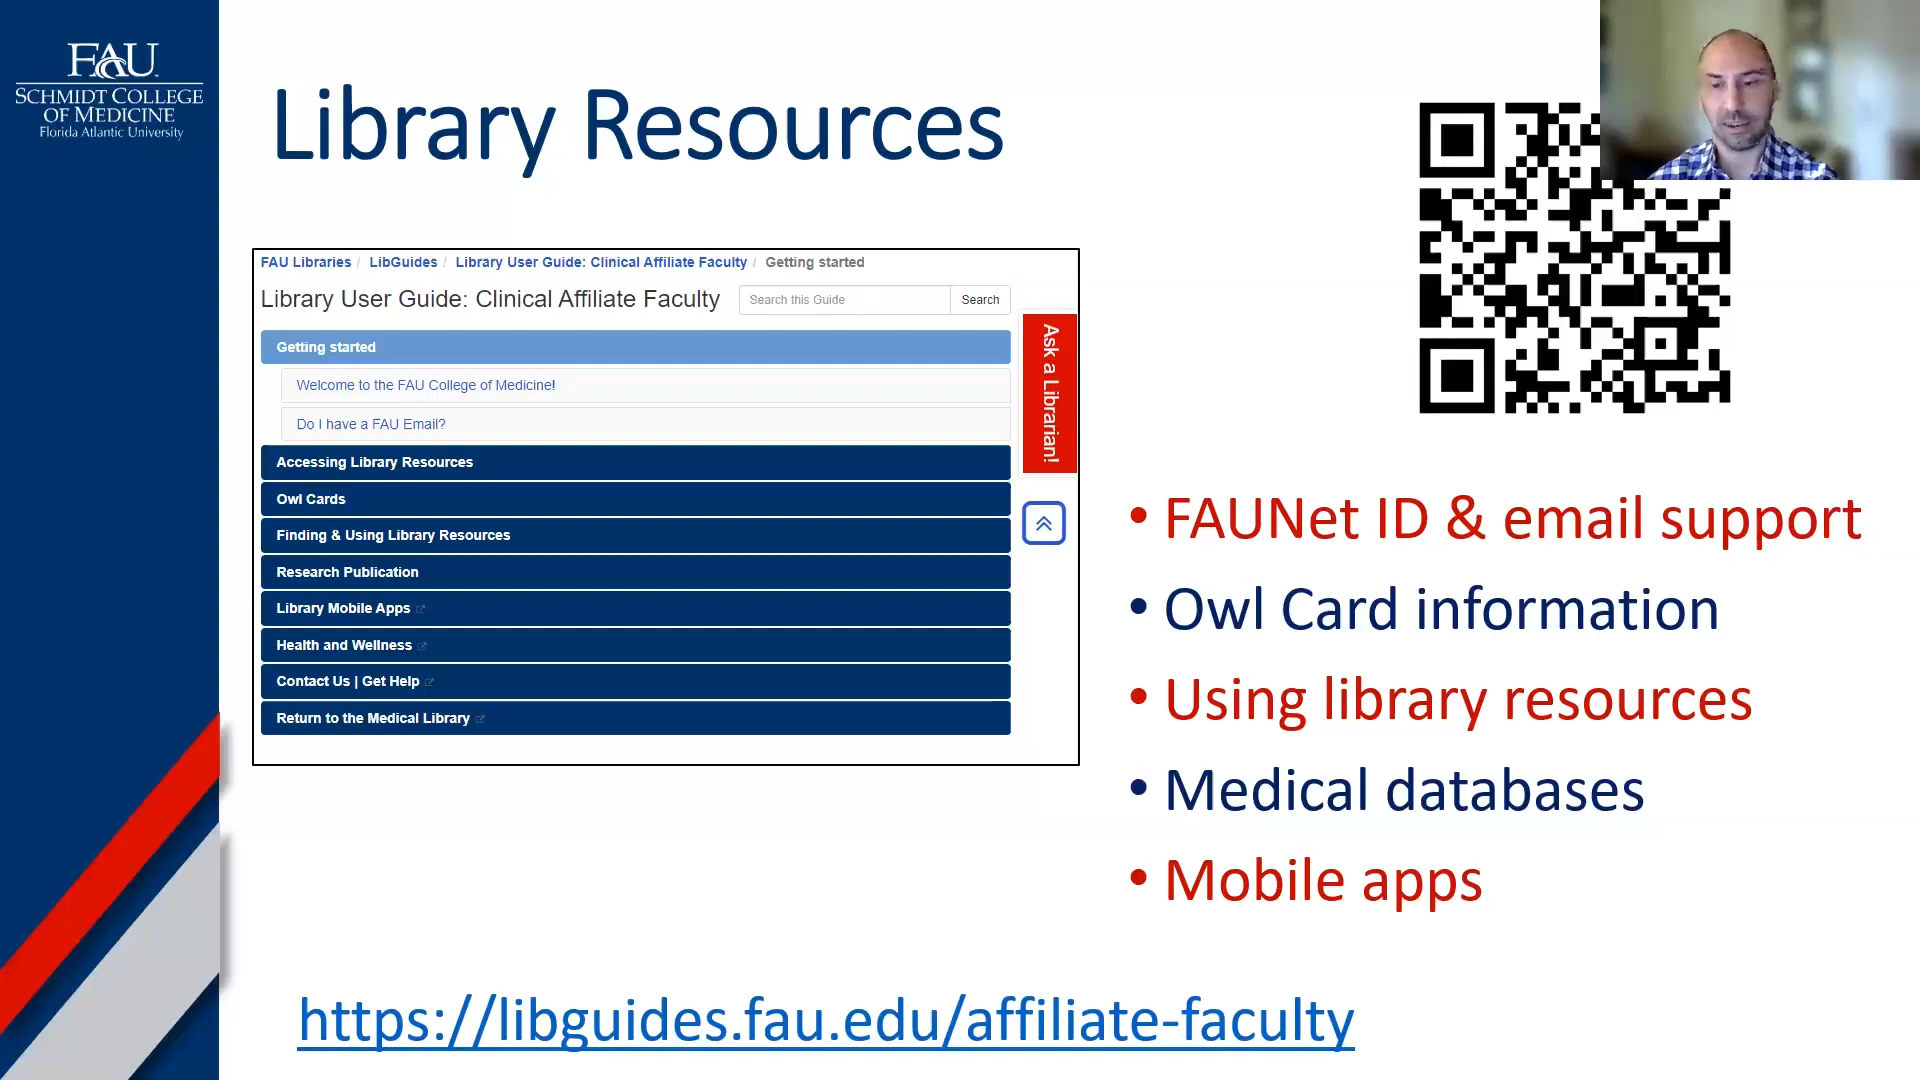 FAU
SCHMIDT COLLEGE
OF MEDICINE
Florida Atlantic University
Library Resources
FAU Libraries / LibGuides / Library User Guide: Clinical Affiliate Faculty / Getting started
Library User Guide: Clinical Affiliate Faculty
Search this Guide
Search
Getting started
Welcome to the FAU College of Medicine!
Do I have a FAU Email?
Accessing Library Resources
Owl Cards
Finding & Using Library Resources
Research Publication
Library Mobile Apps
Health and Wellness
Contact Us | Get Help
Return to the Medical Library
Ask a Librarian!
• FAUNet ID & email support
• Owl Card information
• Using library resources
• Medical databases
• Mobile apps
https://libguides.fau.edu/affiliate-faculty